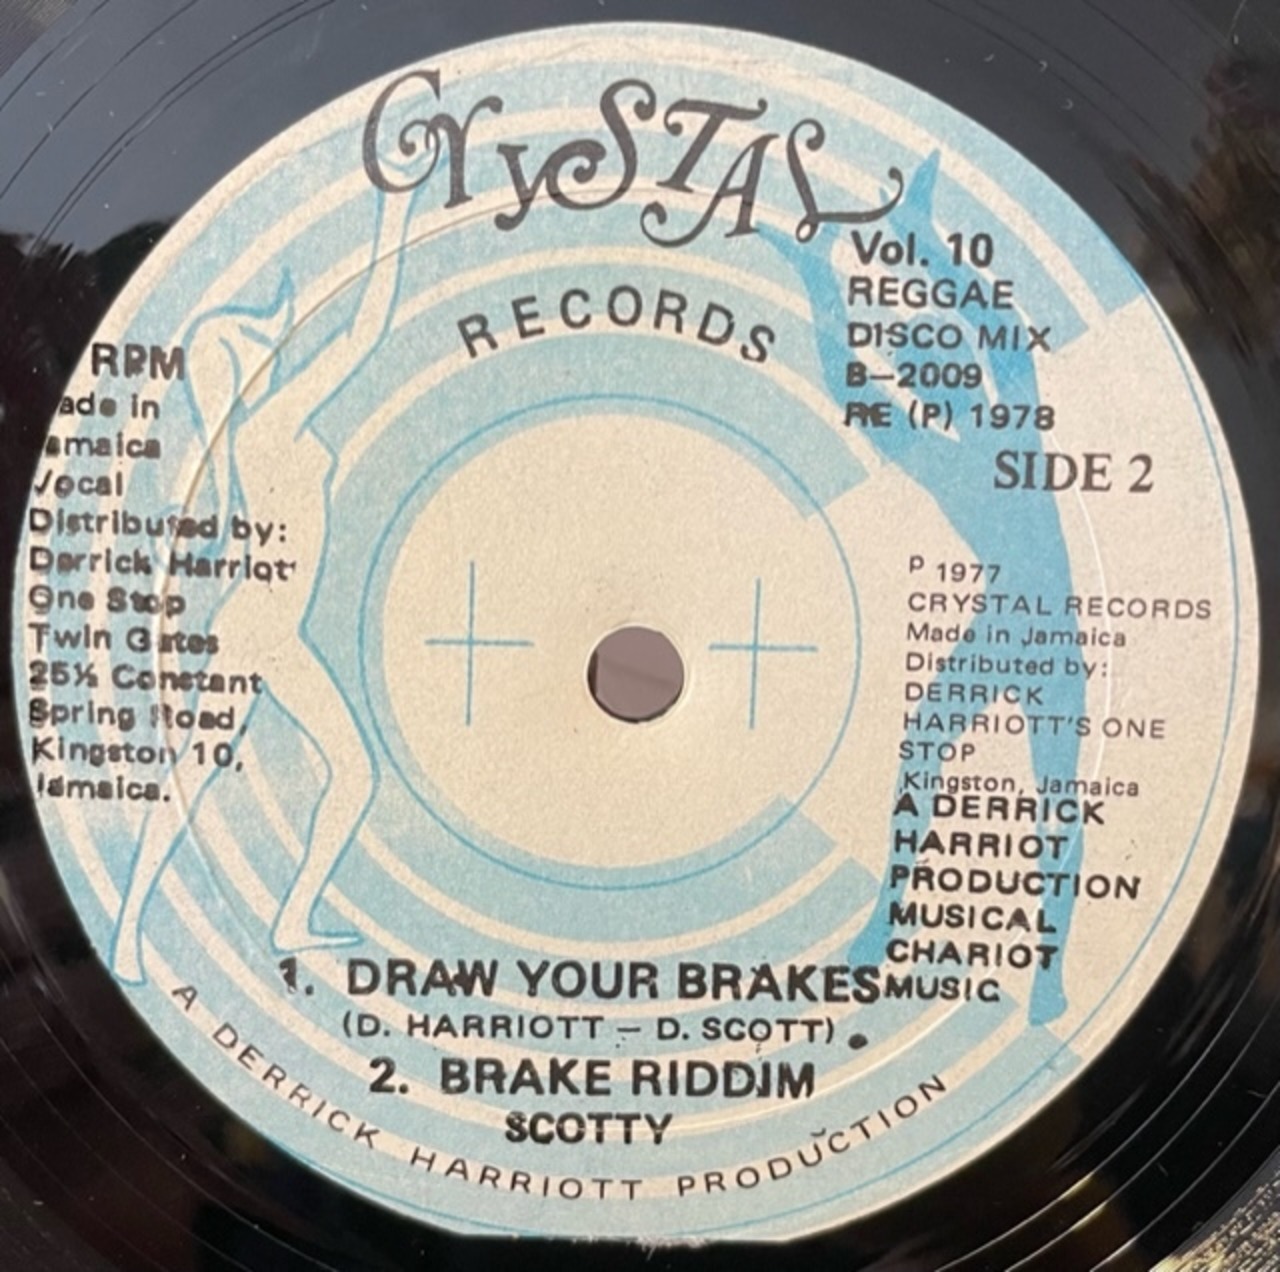 Crystal
RECORDS
Vol. 10
REGGAE
DISCO MIX
B—2009
RE (P) 1978
SIDE 2
RPM
ade in
amaica
Vocal
Distributed by:
Derrick Harriot
One Stop
Twin Gates
25½ Constant
Spring Road,
Kingston 10,
Jamaica.
P 1977
CRYSTAL RECORDS
Made in Jamaica
Distributed by:
DERRICK
HARRIOTT'S ONE
STOP
Kingston, Jamaica
A DERRICK
HARRIOT
PRODUCTION
MUSICAL
CHARIOT
MUSIC
1. DRAW YOUR BRAKES
(D. HARRIOTT — D. SCOTT)
2. BRAKE RIDDIM
SCOTTY
A DERRICK HARRIOTT PRODUCTION